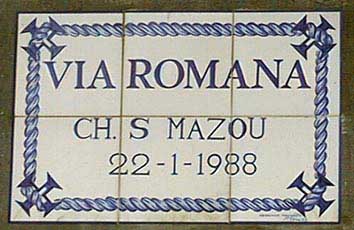 VIA ROMANA
CH. S MAZOU
22-1-1988